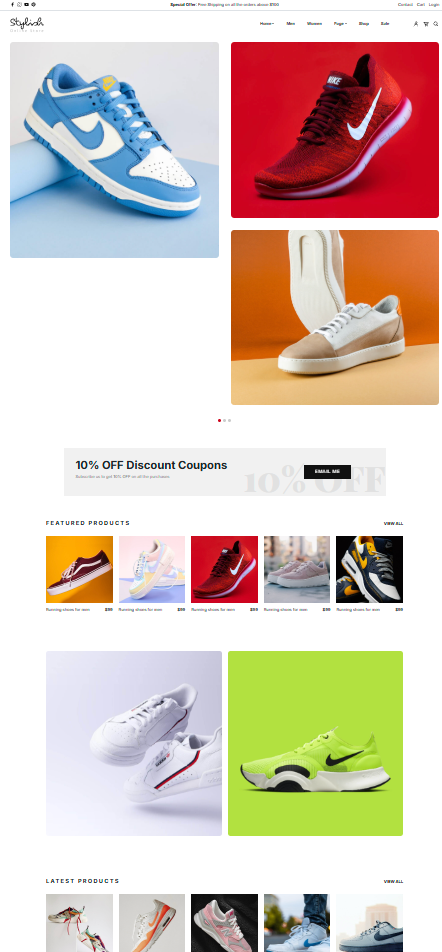 Special Offer: Free Shipping on all the orders above $100
Contact Cart Login
Stylish
Online Store
Home Men Women Page Shop Sale
NIKE
10% OFF Discount Coupons
Subscribe us to get 10% OFF on all the purchases
EMAIL ME
10% OFF
FEATURED PRODUCTS
VIEW ALL
Running shoes for men $99
Running shoes for men $99
Running shoes for men $99
Running shoes for men $99
Running shoes for men $99
LATEST PRODUCTS
VIEW ALL